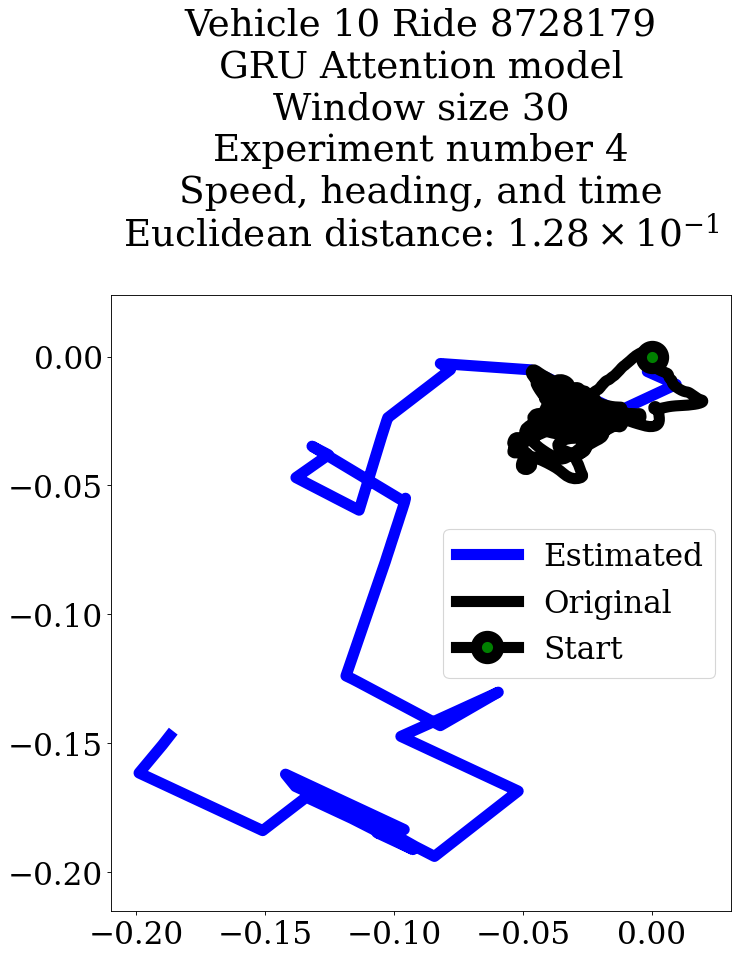 Vehicle 10 Ride 8728179
GRU Attention model
Window size 30
Experiment number 4
Speed, heading, and time
Euclidean distance: 1.28 × 10⁻¹
0.00
−0.05
−0.10
−0.15
−0.20
Estimated
Original
Start
−0.20 −0.15 −0.10 −0.05 0.00